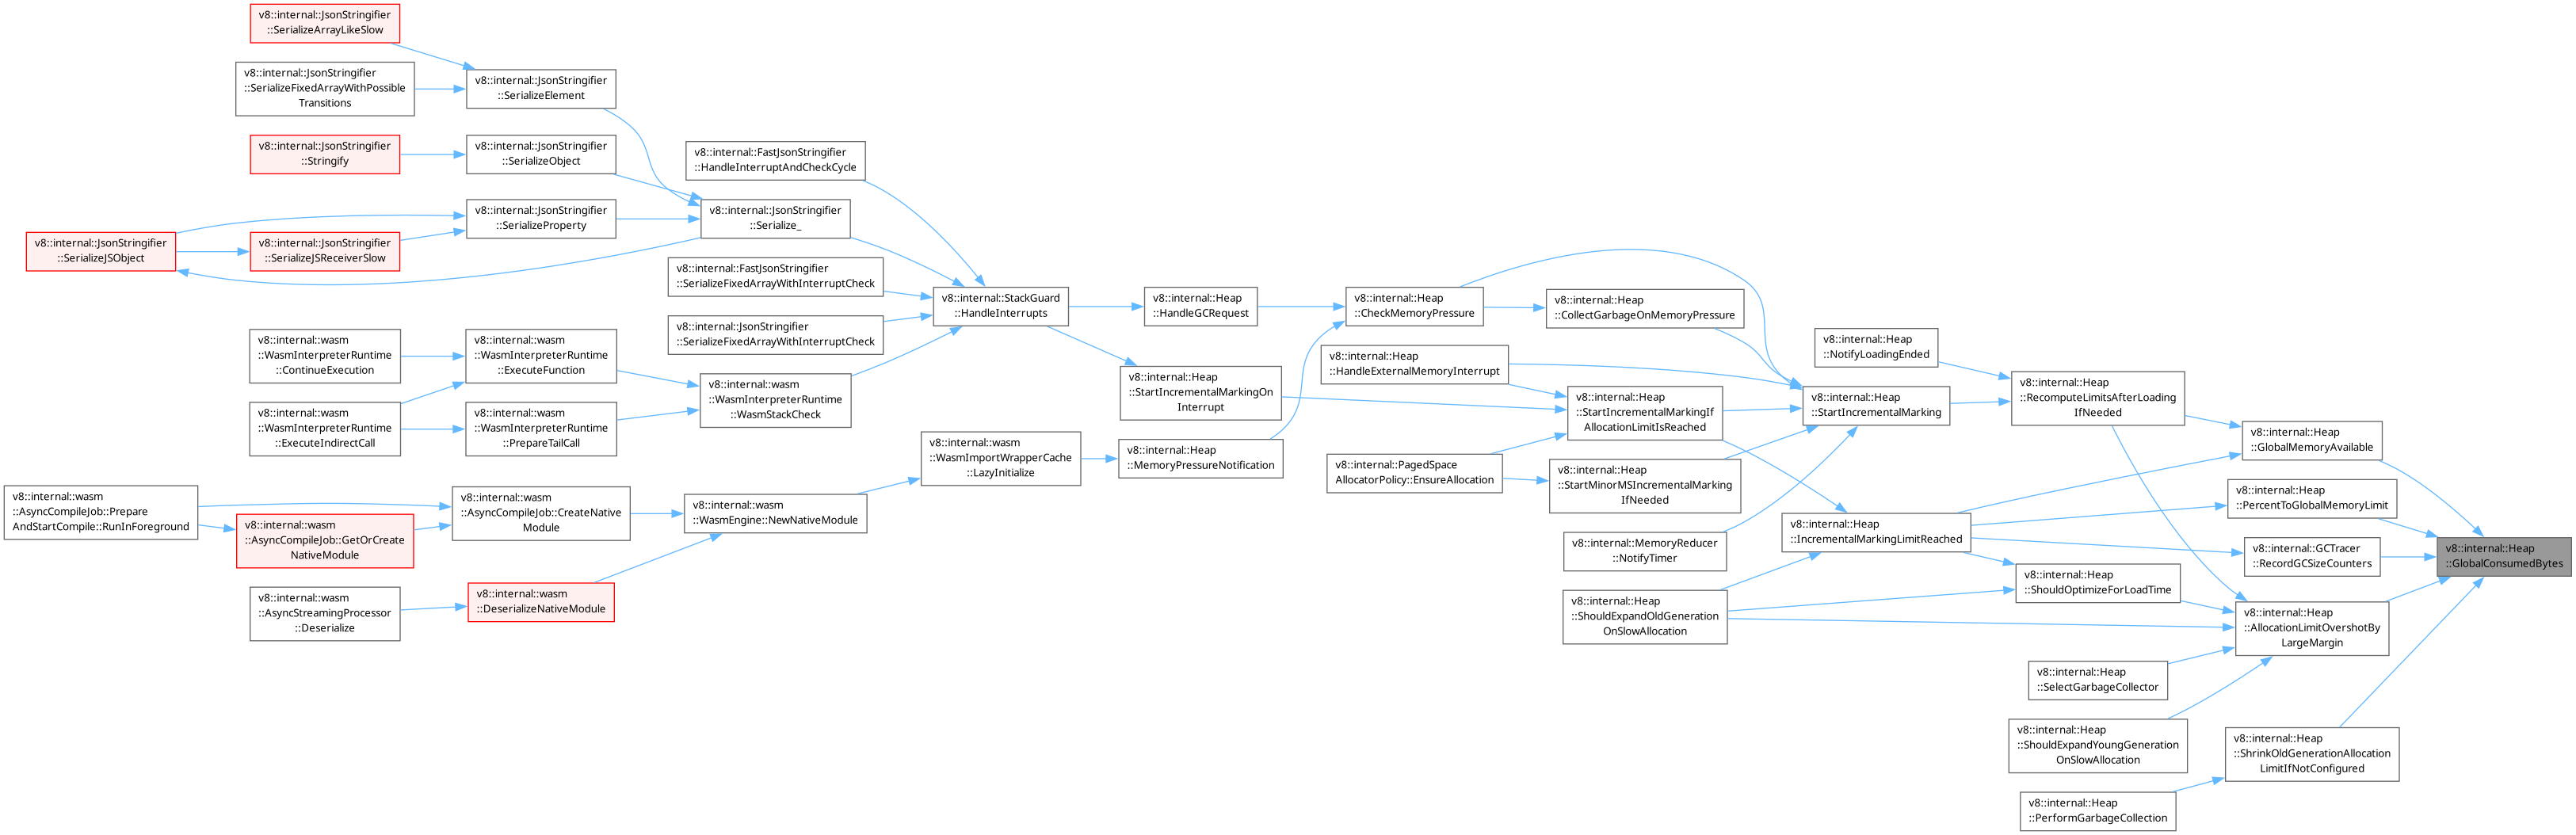 v8::internal::JsonStringifier
::SerializeArrayLikeSlow
v8::internal::JsonStringifier
::SerializeFixedArrayWithPossible
Transitions
v8::internal::JsonStringifier
::Stringify
v8::internal::JsonStringifier
::SerializeJSObject
v8::internal::JsonStringifier
::SerializeJSReceiverSlow
v8::internal::wasm
::WasmInterpreterRuntime
::ContinueExecution
v8::internal::wasm
::WasmInterpreterRuntime
::ExecuteIndirectCall
v8::internal::wasm
::AsyncCompileJob::Prepare
AndStartCompile::RunInForeground
v8::internal::wasm
::AsyncCompileJob::GetOrCreate
NativeModule
v8::internal::wasm
::AsyncStreamingProcessor
::Deserialize
v8::internal::JsonStringifier
::SerializeElement
v8::internal::JsonStringifier
::SerializeObject
v8::internal::JsonStringifier
::SerializeProperty
v8::internal::wasm
::WasmInterpreterRuntime
::ExecuteFunction
v8::internal::wasm
::WasmInterpreterRuntime
::PrepareTailCall
v8::internal::wasm
::AsyncCompileJob::CreateNative
Module
v8::internal::wasm
::DeserializeNativeModule
v8::internal::FastJsonStringifier
::HandleInterruptAndCheckCycle
v8::internal::JsonStringifier
::Serialize_
v8::internal::FastJsonStringifier
::SerializeFixedArrayWithInterruptCheck
v8::internal::JsonStringifier
::SerializeFixedArrayWithInterruptCheck
v8::internal::wasm
::WasmInterpreterRuntime
::WasmStackCheck
v8::internal::wasm
::WasmEngine::NewNativeModule
v8::internal::StackGuard
::HandleInterrupts
v8::internal::wasm
::WasmImportWrapperCache
::LazyInitialize
v8::internal::Heap
::HandleGCRequest
v8::internal::Heap
::StartIncrementalMarkingOn
Interrupt
v8::internal::Heap
::MemoryPressureNotification
v8::internal::Heap
::CheckMemoryPressure
v8::internal::Heap
::HandleExternalMemoryInterrupt
v8::internal::PagedSpace
AllocatorPolicy::EnsureAllocation
v8::internal::Heap
::CollectGarbageOnMemoryPressure
v8::internal::Heap
::StartIncrementalMarkingIf
AllocationLimitIsReached
v8::internal::Heap
::StartMinorMSIncrementalMarking
IfNeeded
v8::internal::MemoryReducer
::NotifyTimer
v8::internal::Heap
::ShouldExpandOldGeneration
OnSlowAllocation
v8::internal::Heap
::NotifyLoadingEnded
v8::internal::Heap
::StartIncrementalMarking
v8::internal::Heap
::IncrementalMarkingLimitReached
v8::internal::Heap
::RecomputeLimitsAfterLoading
IfNeeded
v8::internal::Heap
::ShouldOptimizeForLoadTime
v8::internal::Heap
::SelectGarbageCollector
v8::internal::Heap
::ShouldExpandYoungGeneration
OnSlowAllocation
v8::internal::Heap
::PerformGarbageCollection
v8::internal::Heap
::GlobalMemoryAvailable
v8::internal::Heap
::PercentToGlobalMemoryLimit
v8::internal::GCTracer
::RecordGCSizeCounters
v8::internal::Heap
::AllocationLimitOvershotBy
LargeMargin
v8::internal::Heap
::ShrinkOldGenerationAllocation
LimitIfNotConfigured
v8::internal::Heap
::GlobalConsumedBytes